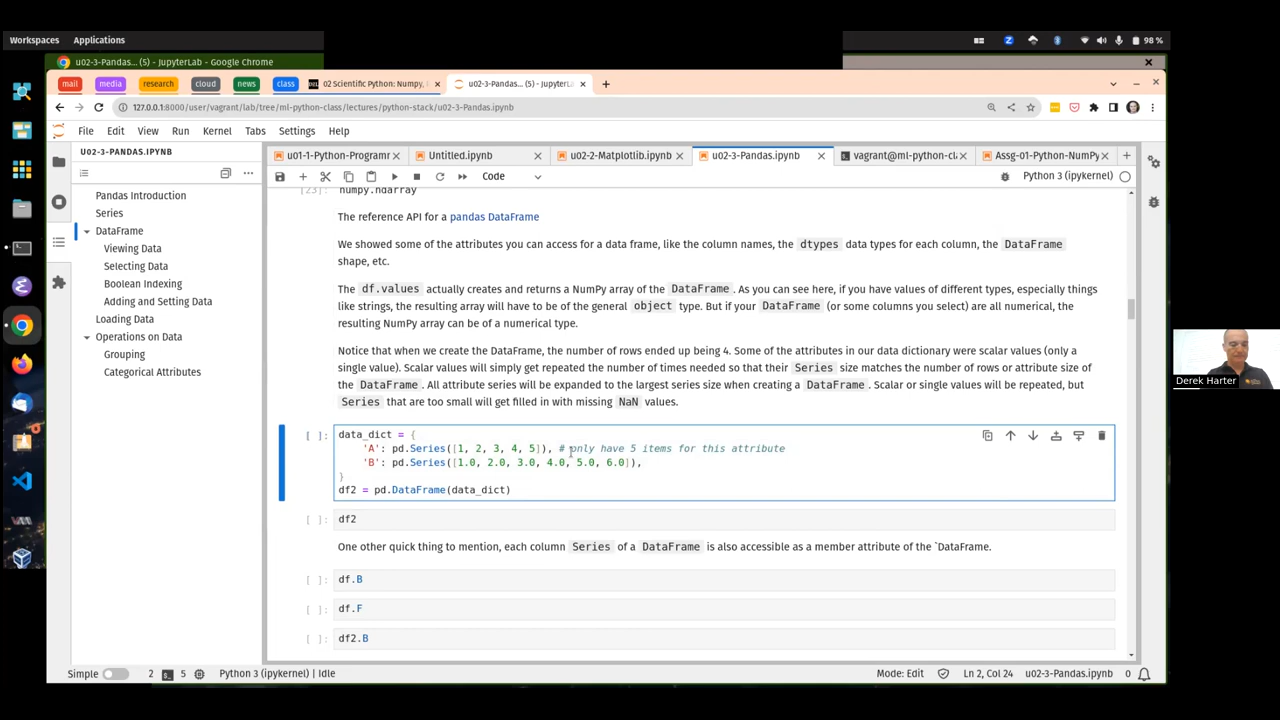 Workspaces Applications
98 %
u02-3-Pandas... (5) - JupyterLab - Google Chrome
mail media research cloud news class 02 Scientific Python: Numpy, u02-3-Pandas... (5) - JupyterLa
127.0.0.1:8000/user/vagrant/lab/tree/ml-python-class/lectures/python-stack/u02-3-Pandas.ipynb
File Edit View Run Kernel Tabs Settings Help
U02-3-PANDAS.IPYNB
u01-1-Python-Programr Untitled.ipynb u02-2-Matplotlib.ipynb u02-3-Pandas.ipynb vagrant@ml-python-cl Assg-01-Python-NumPy
Code Python 3 (ipykernel)
Pandas Introduction
Series
DataFrame
Viewing Data
Selecting Data
Boolean Indexing
Adding and Setting Data
Loading Data
Operations on Data
Grouping
Categorical Attributes
[23]: numpy.ndarray
The reference API for a pandas DataFrame
We showed some of the attributes you can access for a data frame, like the column names, the dtypes data types for each column, the DataFrame
shape, etc.
The df.values actually creates and returns a NumPy array of the DataFrame. As you can see here, if you have values of different types, especially things
like strings, the resulting array will have to be of the general object type. But if your DataFrame (or some columns you select) are all numerical, the
resulting NumPy array can be of a numerical type.
Notice that when we create the DataFrame, the number of rows ended up being 4. Some of the attributes in our data dictionary were scalar values (only a
single value). Scalar values will simply get repeated the number of times needed so that their Series size matches the number of rows or attribute size of
the DataFrame. All attribute series will be expanded to the largest series size when creating a DataFrame. Scalar or single values will be repeated, but
Series that are too small will get filled in with missing NaN values.
[ ]: data_dict = {
'A': pd.Series([1, 2, 3, 4, 5]), # only have 5 items for this attribute
'B': pd.Series([1.0, 2.0, 3.0, 4.0, 5.0, 6.0]),
}
df2 = pd.DataFrame(data_dict)
[ ]: df2
One other quick thing to mention, each column Series of a DataFrame is also accessible as a member attribute of the `DataFrame.
[ ]: df.B
[ ]: df.F
[ ]: df2.B
Simple 2 5 Python 3 (ipykernel) | Idle Mode: Edit Ln 2, Col 24 u02-3-Pandas.ipynb 0
Derek Harter